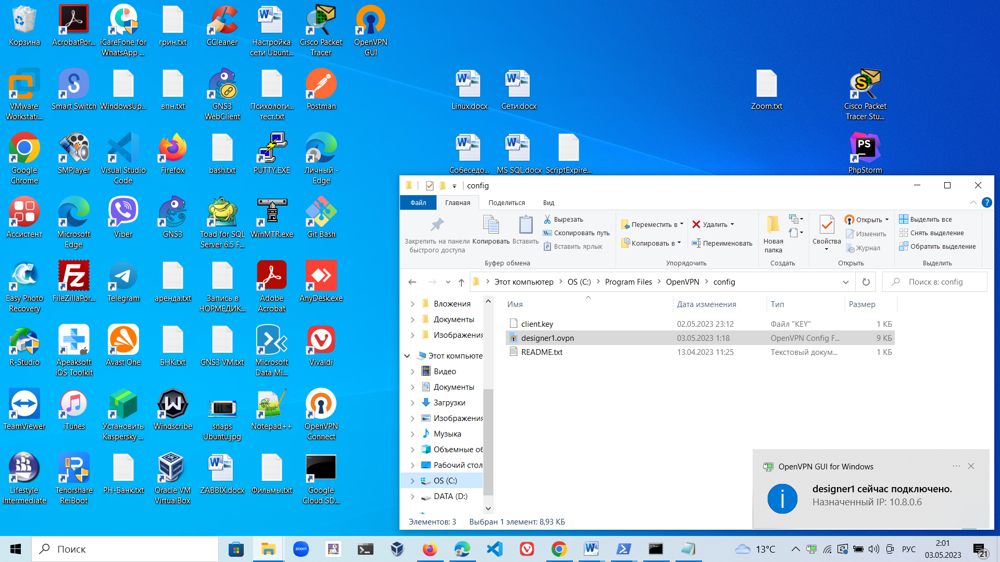 Корзина
AcrobatPor...
iCareFone for
WhatsApp ...
грин.txt
CCleaner
Настройка
сети Ubunt...
Cisco Packet
Tracer
OpenVPN
GUI
VMware
Workstati...
Smart Switch
WindowsUp...
впн.txt
GNS3
WebClient
Психологи...
тест.txt
Postman
Linux.docx
Сети.docx
Zoom.txt
Cisco Packet
Tracer Stu...
Google
Chrome
SMPlayer
Visual Studio
Code
Firefox
bash.txt
PUTTY.EXE
Личный -
Edge
Собеседо...
MS SQL.docx
ScriptExpire...
PhpStorm
Ассистент
Microsoft
Edge
Viber
GNS3
Toad for SQL
Server 6.5 F...
WinMTR.exe
Git Bash
Easy Photo
Recovery
FileZillaPor...
Telegram
аренда.txt
Запись в
НОРМЕДИК...
Adobe
Acrobat
AnyDesk.exe
R-Studio
Apeaksoft
iOS Toolkit
Avast One
БНК.txt
GNS3 VM.txt
Microsoft
Data Mi...
Vivaldi
TeamViewer
iTunes
Установить
Kaspersky ...
Windscribe
snaps
Ubuntu.jpg
Notepad++
OpenVPN
Connect
Lifestyle
Intermediate
Tenorshare
ReiBoot
РН-Банк.txt
Oracle VM
VirtualBox
ZABBIX.docx
Фильмы.txt
Google
Cloud SD...
config
Файл
Главная
Поделиться
Вид
Закрепить на панели
быстрого доступа
Копировать
Вставить
Вырезать
Скопировать путь
Вставить ярлык
Буфер обмена
Переместить в
Копировать в
Удалить
Переименовать
Упорядочить
Новая
папка
Создать
Свойства
Открыть
Изменить
Журнал
Открыть
Выделить все
Снять выделение
Обратить выделение
Выделить
Этот компьютер > OS (C:) > Program Files > OpenVPN > config
Поиск в: config
Вложения
Документы
Изображения
Этот компьюте
Видео
Документы
Загрузки
Изображения
Музыка
Объемные об
Рабочий стол
OS (C:)
DATA (D:)
Имя Дата изменения Тип Размер
client.key 02.05.2023 23:12 Файл "KEY" 1 КБ
designer1.ovpn 03.05.2023 1:18 OpenVPN Config F... 9 КБ
README.txt 13.04.2023 11:25 Текстовый докум... 1 КБ
Элементов: 3 Выбран 1 элемент: 8,93 КБ
OpenVPN GUI for Windows
designer1 сейчас подключено.
Назначенный IP: 10.8.0.6
Поиск
zoom
13°C
РУС
2:01
03.05.2023
21